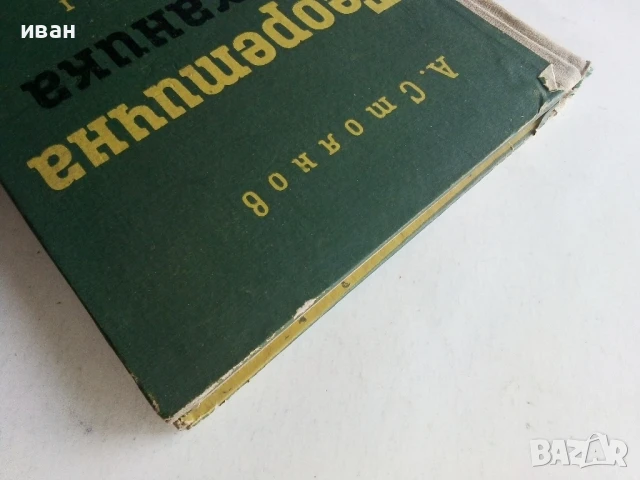 иван
А. Стоянов
Теоретична
ханика
I
BAZAR